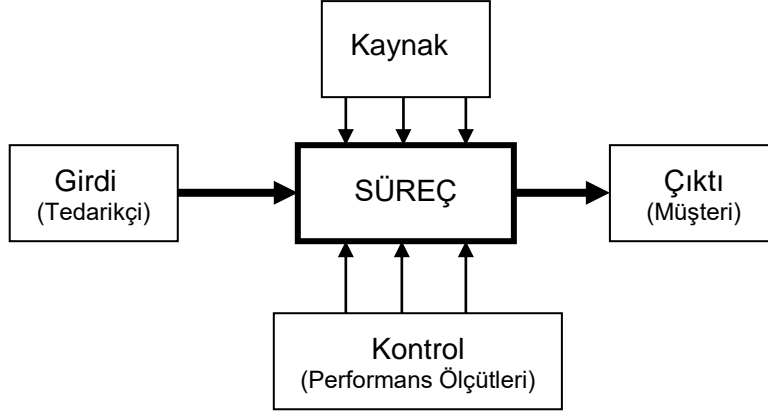 Kaynak
Girdi
(Tedarikçi)
SÜREÇ
Çıktı
(Müşteri)
Kontrol
(Performans Ölçütleri)